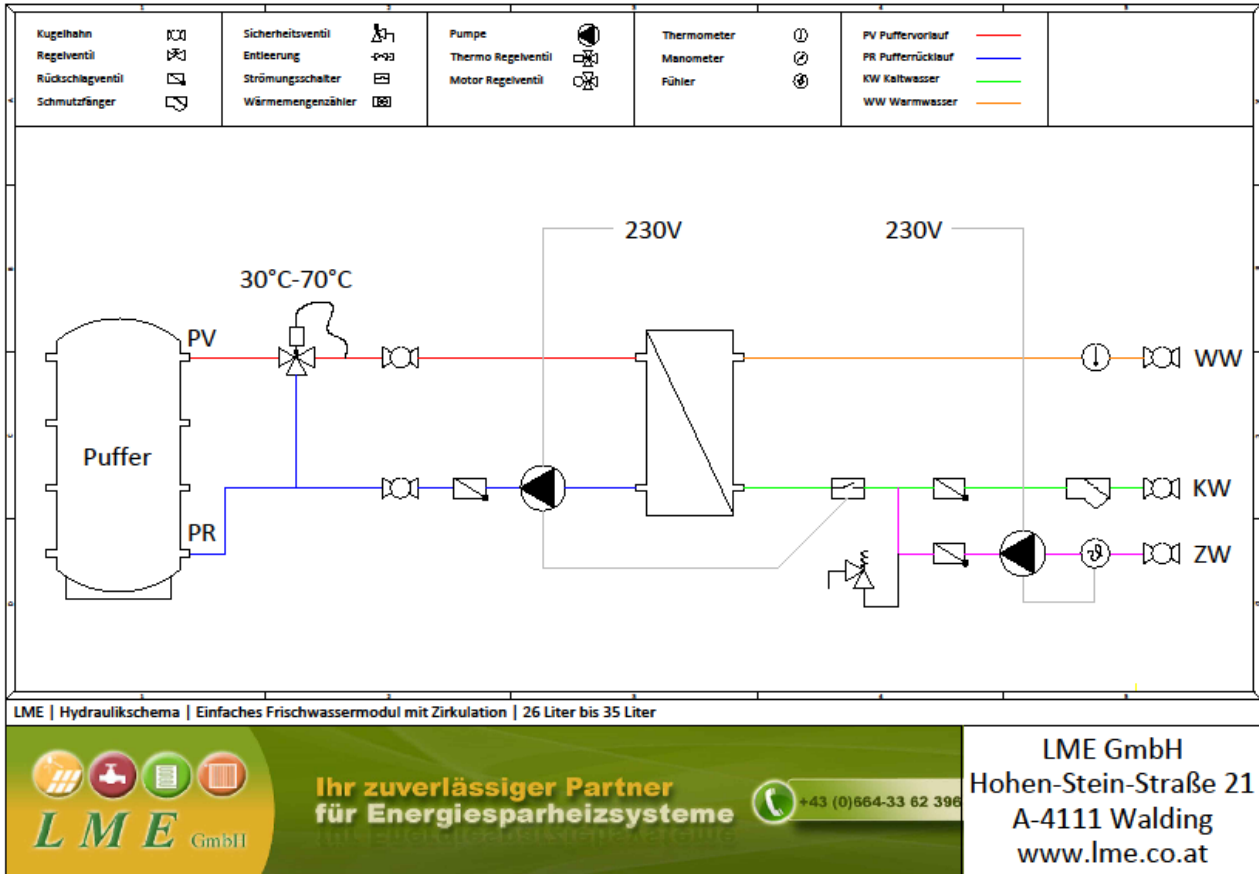 Kugelhahn
Regelventil
Rückschlagventil
Schmutzfänger
Sicherheitsventil
Entleerung
Strömungsschalter
Wärmemengenzähler
Pumpe
Thermo Regelventil
Motor Regelventil
Thermometer
Manometer
Fühler
PV Puffervorlauf
PR Pufferrücklauf
KW Kaltwasser
WW Warmwasser
230V
230V
30°C-70°C
PV
WW
Puffer
KW
PR
ZW
LME | Hydraulikschema | Einfaches Frischwassermodul mit Zirkulation | 26 Liter bis 35 Liter
LME GmbH
Ihr zuverlässiger Partner
für Energiesparheizsysteme
+43 (0)664-33 62 396
LME GmbH
Hohen-Stein-Straße 21
A-4111 Walding
www.lme.co.at